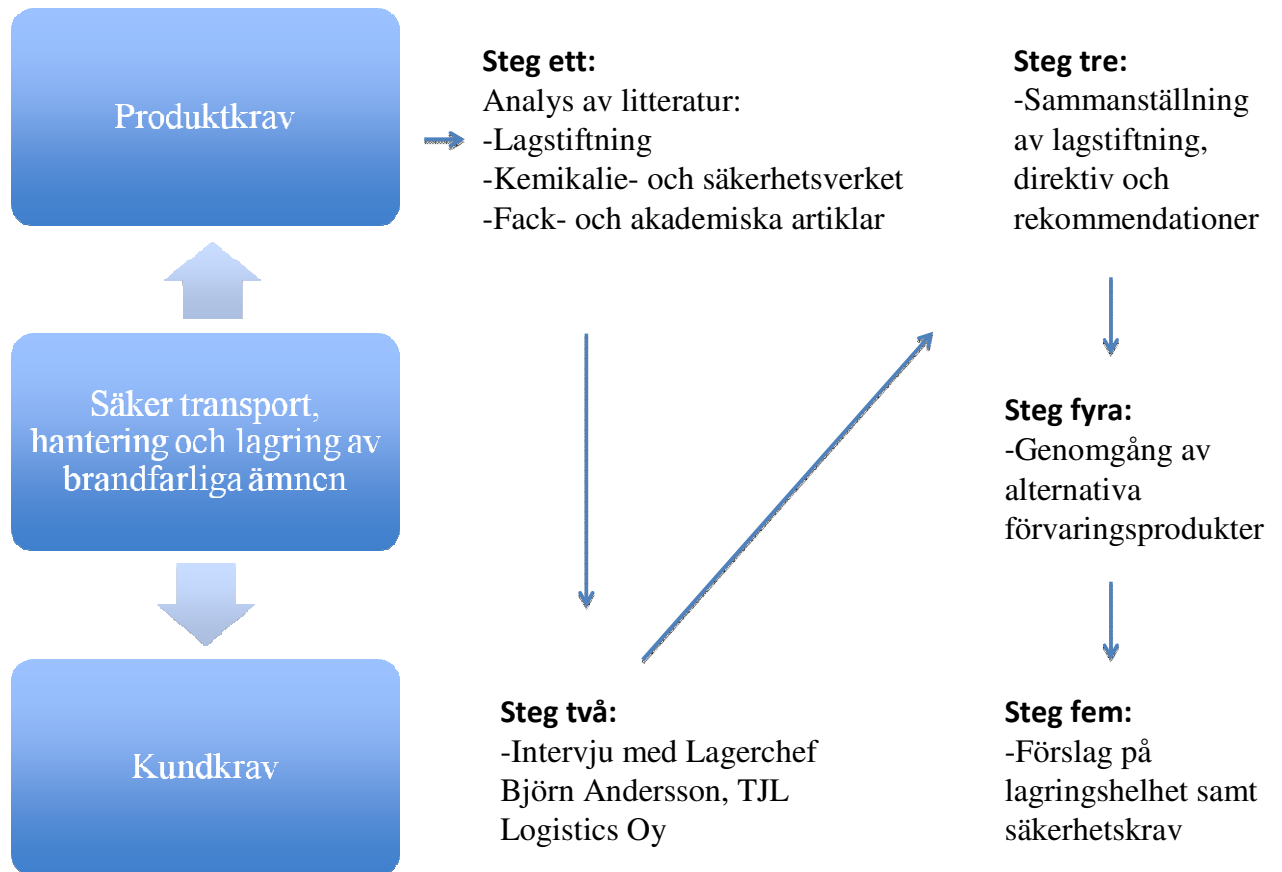 Produktkrav
Säker transport,
hantering och lagring av
brandfarliga ämnen
Kundkrav
Steg ett:
Analys av litteratur:
-Lagstiftning
-Kemikalie- och säkerhetsverket
-Fack- och akademiska artiklar
Steg två:
-Intervju med Lagerchef
Björn Andersson, TJL
Logistics Oy
Steg tre:
-Sammanställning
av lagstiftning,
direktiv och
rekommendationer
Steg fyra:
-Genomgång av
alternativa
förvaringsprodukter
Steg fem:
-Förslag på
lagringshelhet samt
säkerhetskrav